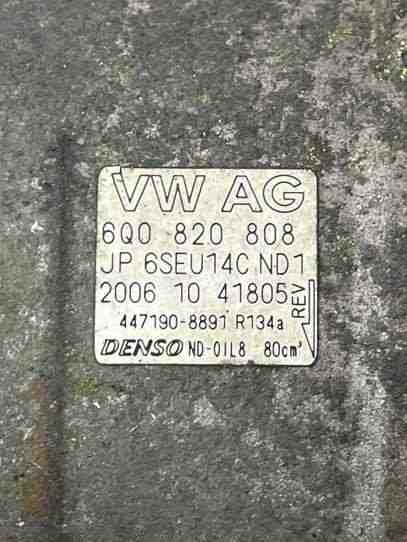 VW AG
6Q0 820 808
JP 6SEU14C ND1
2006 10 41805
REV
447190-8891 R134a
DENSO ND-OIL8 80cm³